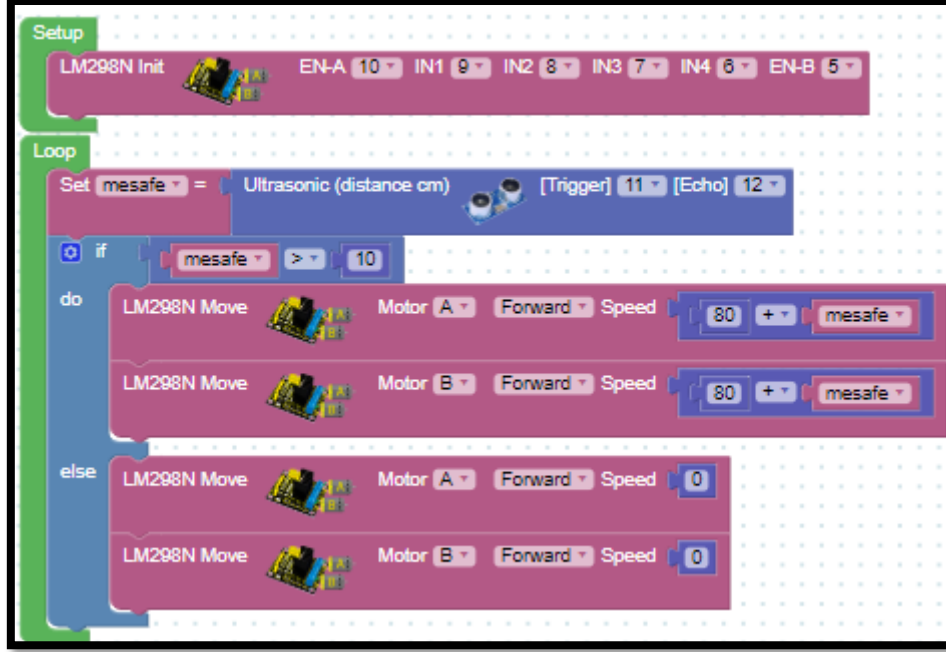 Setup
LM298N Init EN-A 10 IN1 9 IN2 8 IN3 7 IN4 6 EN-B 5
Loop
Set mesafe = Ultrasonic (distance cm) [Trigger] 11 [Echo] 12
if mesafe > 10
do LM298N Move Motor A Forward Speed 80 + mesafe
LM298N Move Motor B Forward Speed 80 + mesafe
else LM298N Move Motor A Forward Speed 0
LM298N Move Motor B Forward Speed 0